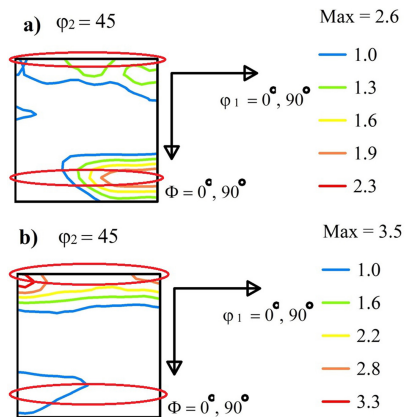 a) φ₂ = 45
Max = 2.6
1.0
1.3
1.6
1.9
2.3
φ₁ = 0°, 90°
Φ = 0°, 90°
b) φ₂ = 45
Max = 3.5
1.0
1.6
2.2
2.8
3.3
φ₁ = 0°, 90°
Φ = 0°, 90°